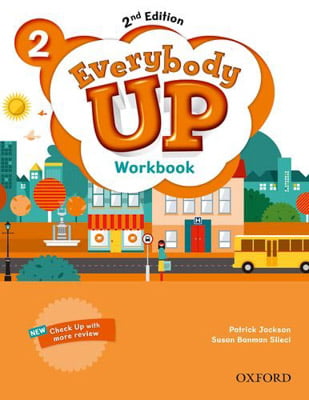 2nd Edition
2
Everybody
UP
Workbook
NEW Check Up with
more review
Patrick Jackson
Susan Banman Sileci
OXFORD